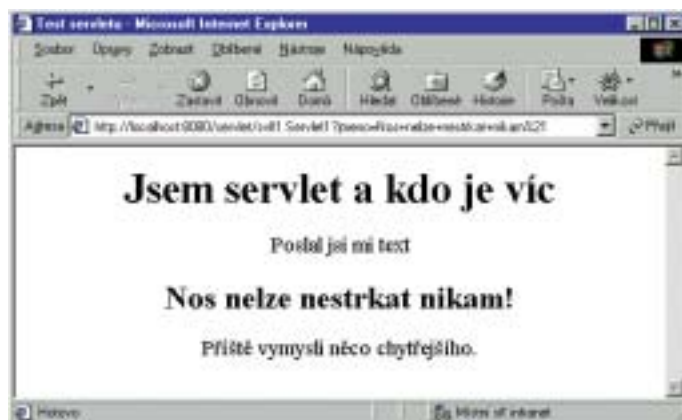 Test servletu - Microsoft Internet Explorer
Soubor Úpravy Zobrazit Oblíbené Nástroje Nápověda
Zpět Zastavit Obnovit Domů Hledat Oblíbené Historie Pošta Velikost
Adresa Přejít
Jsem servlet a kdo je víc
Poslal jsi mi text
Nos nelze nestrkat nikam!
Příště vymysli něco chytřejšího.
Hotovo Místní síť intranet